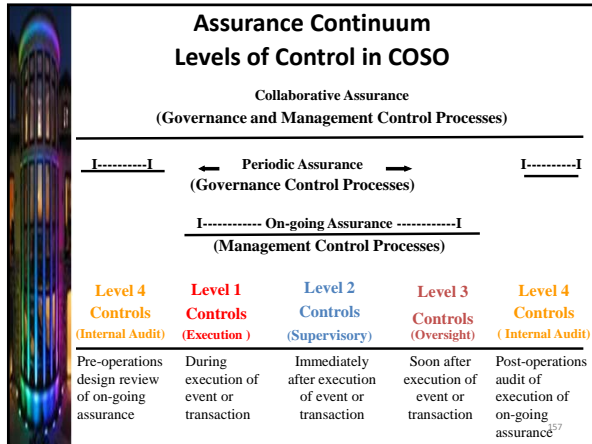 Assurance Continuum
Levels of Control in COSO
Collaborative Assurance
(Governance and Management Control Processes)
I----------I
Periodic Assurance
I----------I
(Governance Control Processes)
I------------ On-going Assurance ------------I
(Management Control Processes)
Level 4
Controls
(Internal Audit)
Level 1
Controls
(Execution )
Level 2
Controls
(Supervisory)
Level 3
Controls
(Oversight)
Level 4
Controls
( Internal Audit)
Pre-operations
design review
of on-going
assurance
During
execution of
event or
transaction
Immediately
after execution
of event or
transaction
Soon after
execution of
event or
transaction
Post-operations
audit of
execution of
on-going
assurance
157